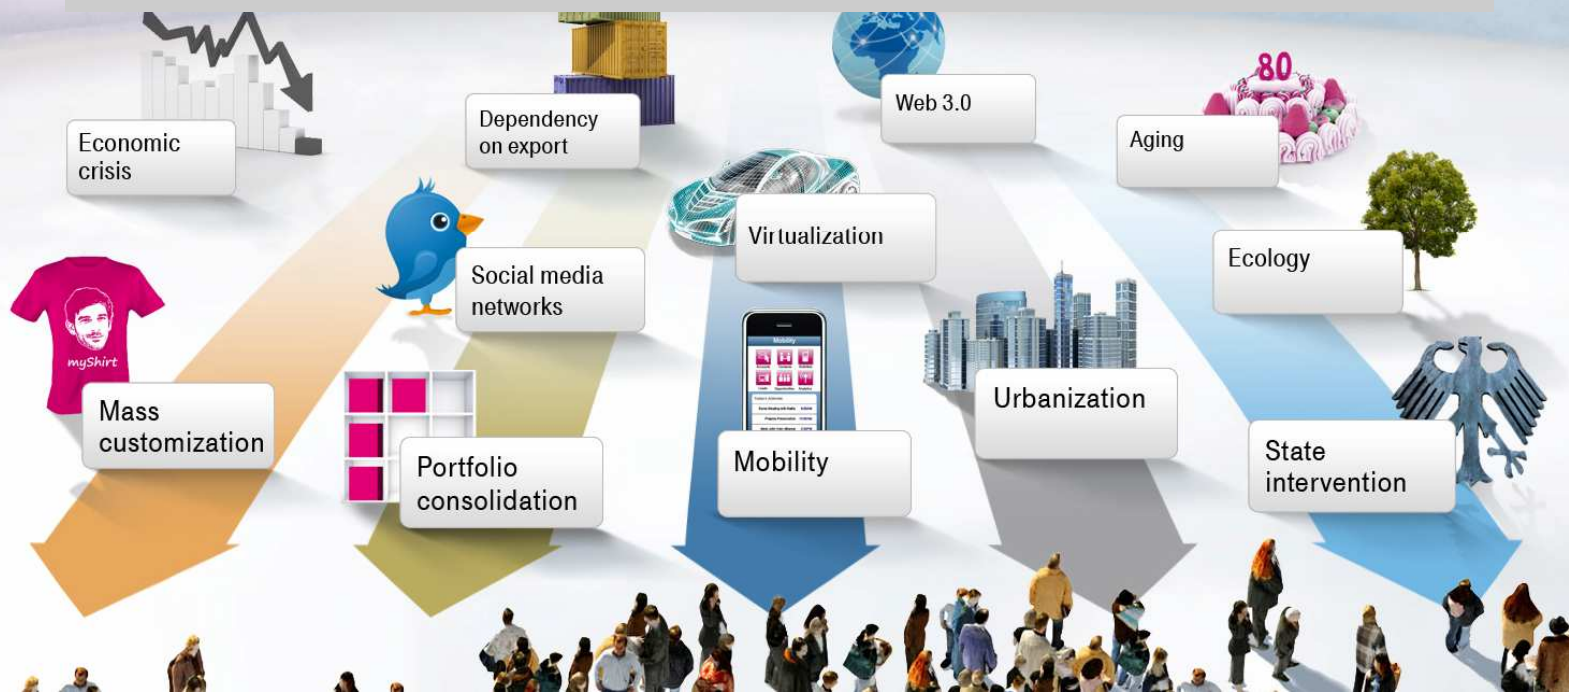 80
Web 3.0
Dependency
on export
Economic
crisis
Aging
Virtualization
Ecology
Social media
networks
myShirt
Mobility
Mass
customization
Urbanization
Portfolio
consolidation
Mobility
State
intervention